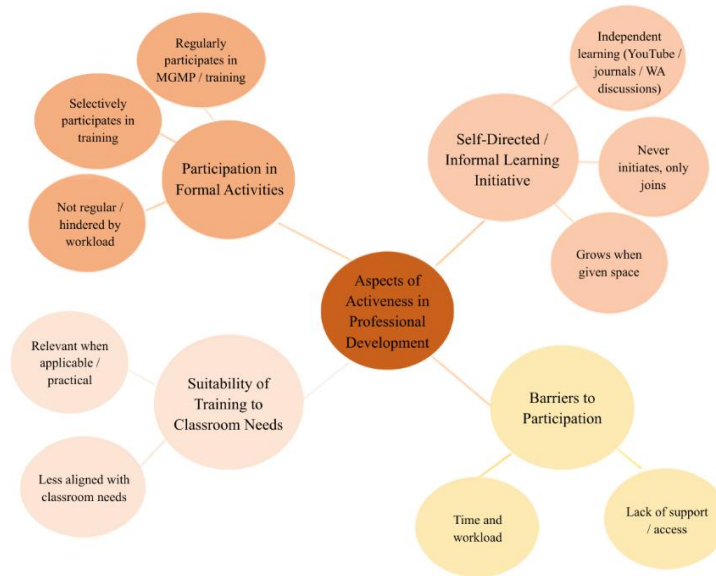 Regularly
participates in
MGMP / training
Selectively
participates in
training
Not regular /
hindered by
workload
Participation in
Formal Activities
Independent
learning (YouTube /
journals / WA
discussions)
Self-Directed /
Informal Learning
Initiative
Never
initiates, only
joins
Grows when
given space
Aspects of
Activeness in
Professional
Development
Relevant when
applicable /
practical
Suitability of
Training to
Classroom Needs
Less aligned with
classroom needs
Barriers to
Participation
Time and
workload
Lack of support
/ access